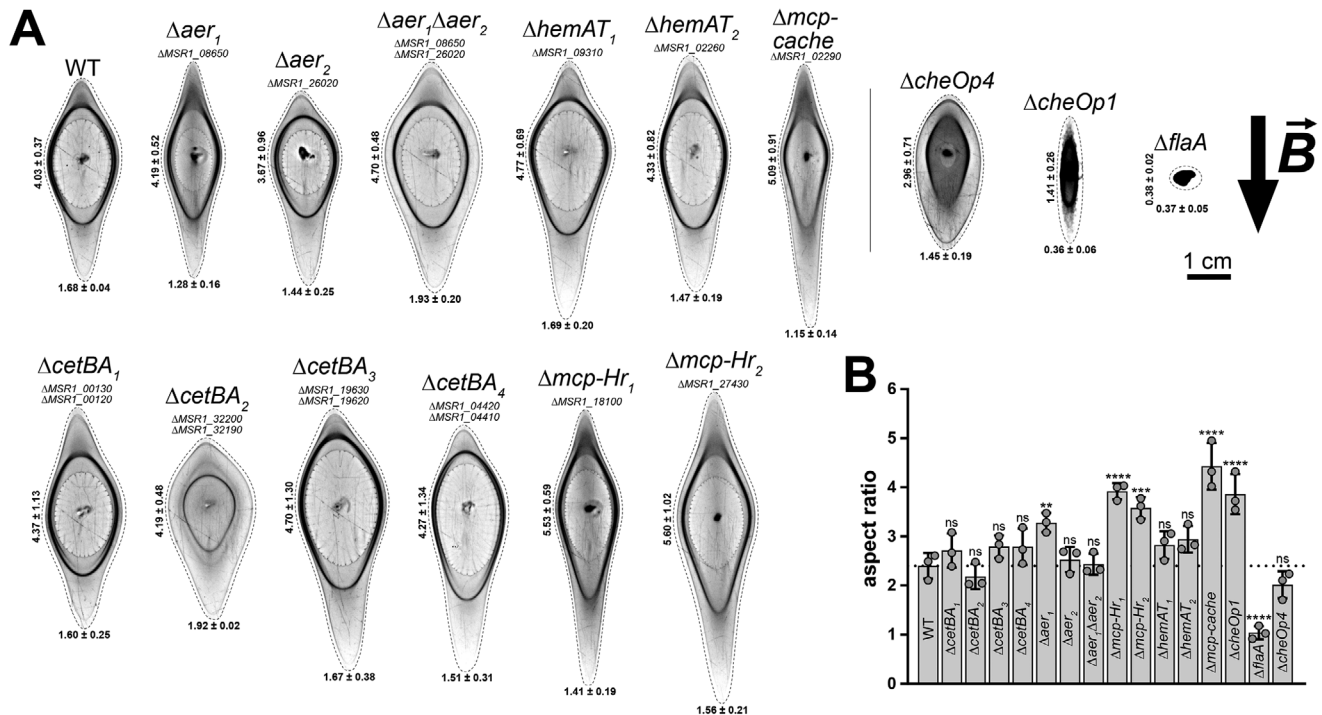 A
WT
4.03 ± 0.37
1.68 ± 0.04
Δaer₁
ΔMSR1_08650
4.19 ± 0.52
1.28 ± 0.16
Δaer₂
ΔMSR1_26020
3.67 ± 0.96
1.44 ± 0.25
Δaer₁Δaer₂
ΔMSR1_08650
ΔMSR1_26020
4.70 ± 0.48
1.93 ± 0.20
ΔhemAT₁
ΔMSR1_09310
4.77 ± 0.69
1.69 ± 0.20
ΔhemAT₂
ΔMSR1_02260
4.33 ± 0.82
1.47 ± 0.19
Δmcp-
cache
ΔMSR1_02290
5.09 ± 0.91
1.15 ± 0.14
ΔcheOp4
2.96 ± 0.71
1.45 ± 0.19
ΔcheOp1
1.41 ± 0.26
0.36 ± 0.06
ΔflaA
0.38 ± 0.02
0.37 ± 0.05
B
1 cm
ΔcetBA₁
ΔMSR1_00130
ΔMSR1_00120
4.37 ± 1.13
1.60 ± 0.25
ΔcetBA₂
ΔMSR1_32200
ΔMSR1_32190
4.19 ± 0.48
1.92 ± 0.02
ΔcetBA₃
ΔMSR1_19630
ΔMSR1_19620
4.70 ± 1.30
1.67 ± 0.38
ΔcetBA₄
ΔMSR1_04420
ΔMSR1_04410
4.27 ± 1.34
1.51 ± 0.31
Δmcp-Hr₁
ΔMSR1_18100
5.53 ± 0.59
1.41 ± 0.19
Δmcp-Hr₂
ΔMSR1_27430
5.60 ± 1.02
1.56 ± 0.21
B
aspect ratio
6
5
4
3
2
1
0
ns
ns
ns
ns
**
ns
ns
****
***
ns
ns
****
****
****
ns
WT
ΔcetBA₁
ΔcetBA₂
ΔcetBA₃
ΔcetBA₄
Δaer₁
Δaer₂
Δaer₁Δaer₂
Δmcp-Hr₁
Δmcp-Hr₂
ΔhemAT₁
ΔhemAT₂
Δmcp-cache
ΔcheOp1
ΔflaA
ΔcheOp4